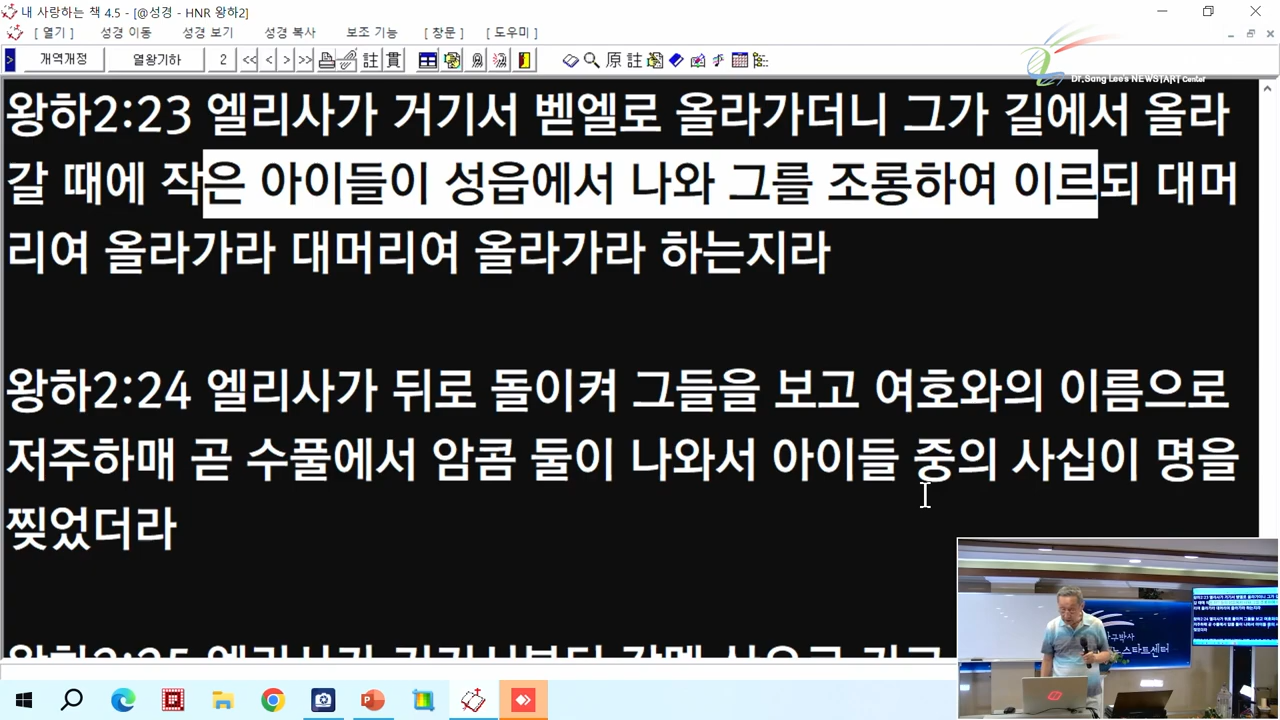 내 사랑하는 책 4.5 - [@성경 - HNR 왕하2]
[ 열기 ] 성경 이동 성경 보기 성경 복사 보조 기능 [ 창문 ] [ 도우미 ]
개역개정 열왕기하 2 << < > >> 註 貫 原 註
Dr.Sang Lee's NEWSTART Center
왕하2:23 엘리사가 거기서 벧엘로 올라가더니 그가 길에서 올라
갈 때에 작은 아이들이 성읍에서 나와 그를 조롱하여 이르되 대머
리여 올라가라 대머리여 올라가라 하는지라
왕하2:24 엘리사가 뒤로 돌이켜 그들을 보고 여호와의 이름으로
저주하매 곧 수풀에서 암콤 둘이 나와서 아이들 중의 사십이 명을
찢었더라